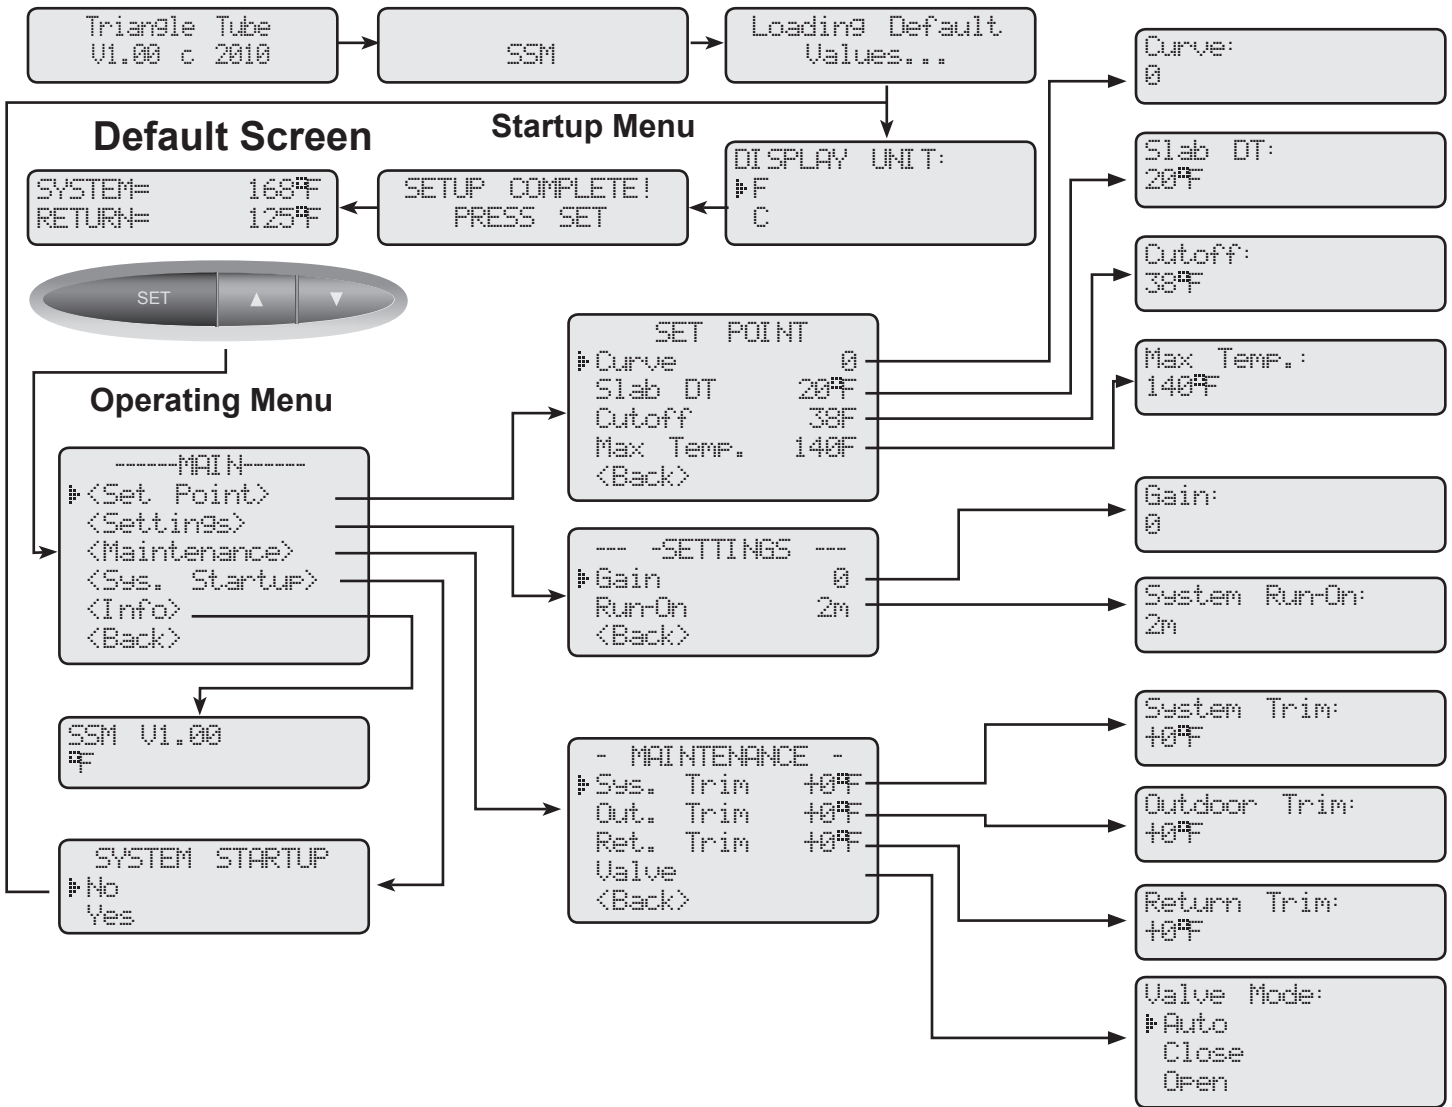 Triangle Tube
V1.00 c 2010
SSM
Loading Default
Values...
Default Screen
Startup Menu
DISPLAY UNIT:
F
C
SETUP COMPLETE!
PRESS SET
SYSTEM= 168°F
RETURN= 125°F
SET ▲ ▼
Operating Menu
------MAIN------
<Set Point>
<Settings>
<Maintenance>
<Sys. Startup>
<Info>
<Back>
SSM V1.00
°F
SYSTEM STARTUP
No
Yes
SET POINT
Curve 0
Slab DT 20°F
Cutoff 38F
Max Temp. 140F
<Back>
--- -SETTINGS ---
Gain 0
Run-On 2m
<Back>
- MAINTENANCE -
Sys. Trim +0°F
Out. Trim +0°F
Ret. Trim +0°F
Valve
<Back>
Curve:
0
Slab DT:
20°F
Cutoff:
38°F
Max Temp.:
140°F
Gain:
0
System Run-On:
2m
System Trim:
+0°F
Outdoor Trim:
+0°F
Return Trim:
+0°F
Valve Mode:
Auto
Close
Open